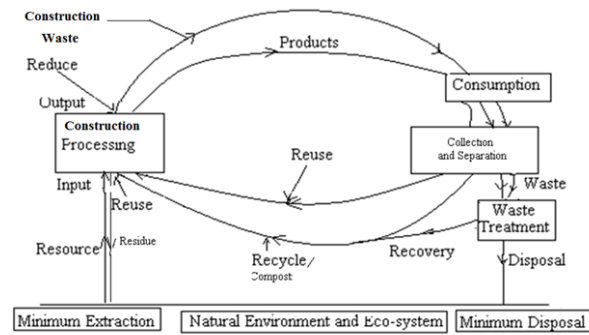 Construction
Waste
Products
Reduce
Consumption
Output
Construction
Processing
Collection
and Separation
Reuse
Input
Waste
Reuse
Waste
Treatment
Resource
Residue
Recycle/
Compost
Recovery
Disposal
Minimum Extraction
Natural Environment and Eco-system
Minimum Disposal